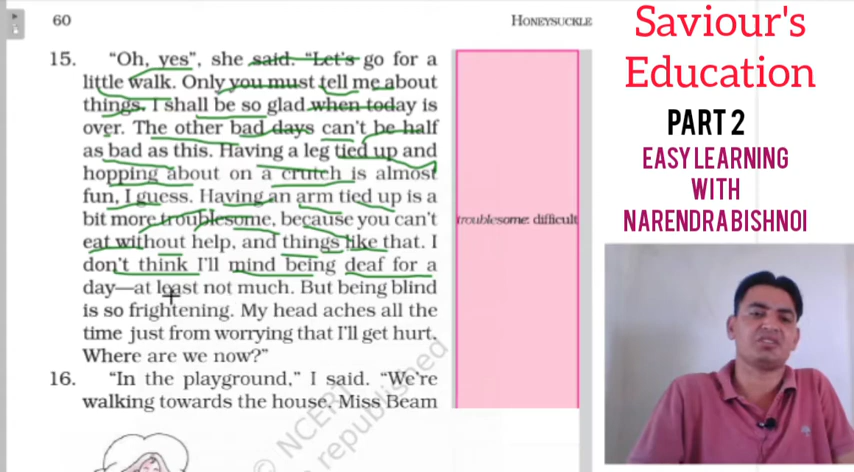 60
HONEYSUCKLE
15. "Oh, yes", she said. "Let's go for a
little walk. Only you must tell me about
things. I shall be so glad when today is
over. The other bad days can't be half
as bad as this. Having a leg tied up and
hopping about on a crutch is almost
fun, I guess. Having an arm tied up is a
bit more troublesome, because you can't
eat without help, and things like that. I
don't think I'll mind being deaf for a
day—at least not much. But being blind
is so frightening. My head aches all the
time just from worrying that I'll get hurt.
Where are we now?"
16. "In the playground," I said. "We're
walking towards the house. Miss Beam
troublesome: difficult
© NCERT
republished
Saviour's
Education
PART 2
EASY LEARNING
WITH
NARENDRA BISHNOI